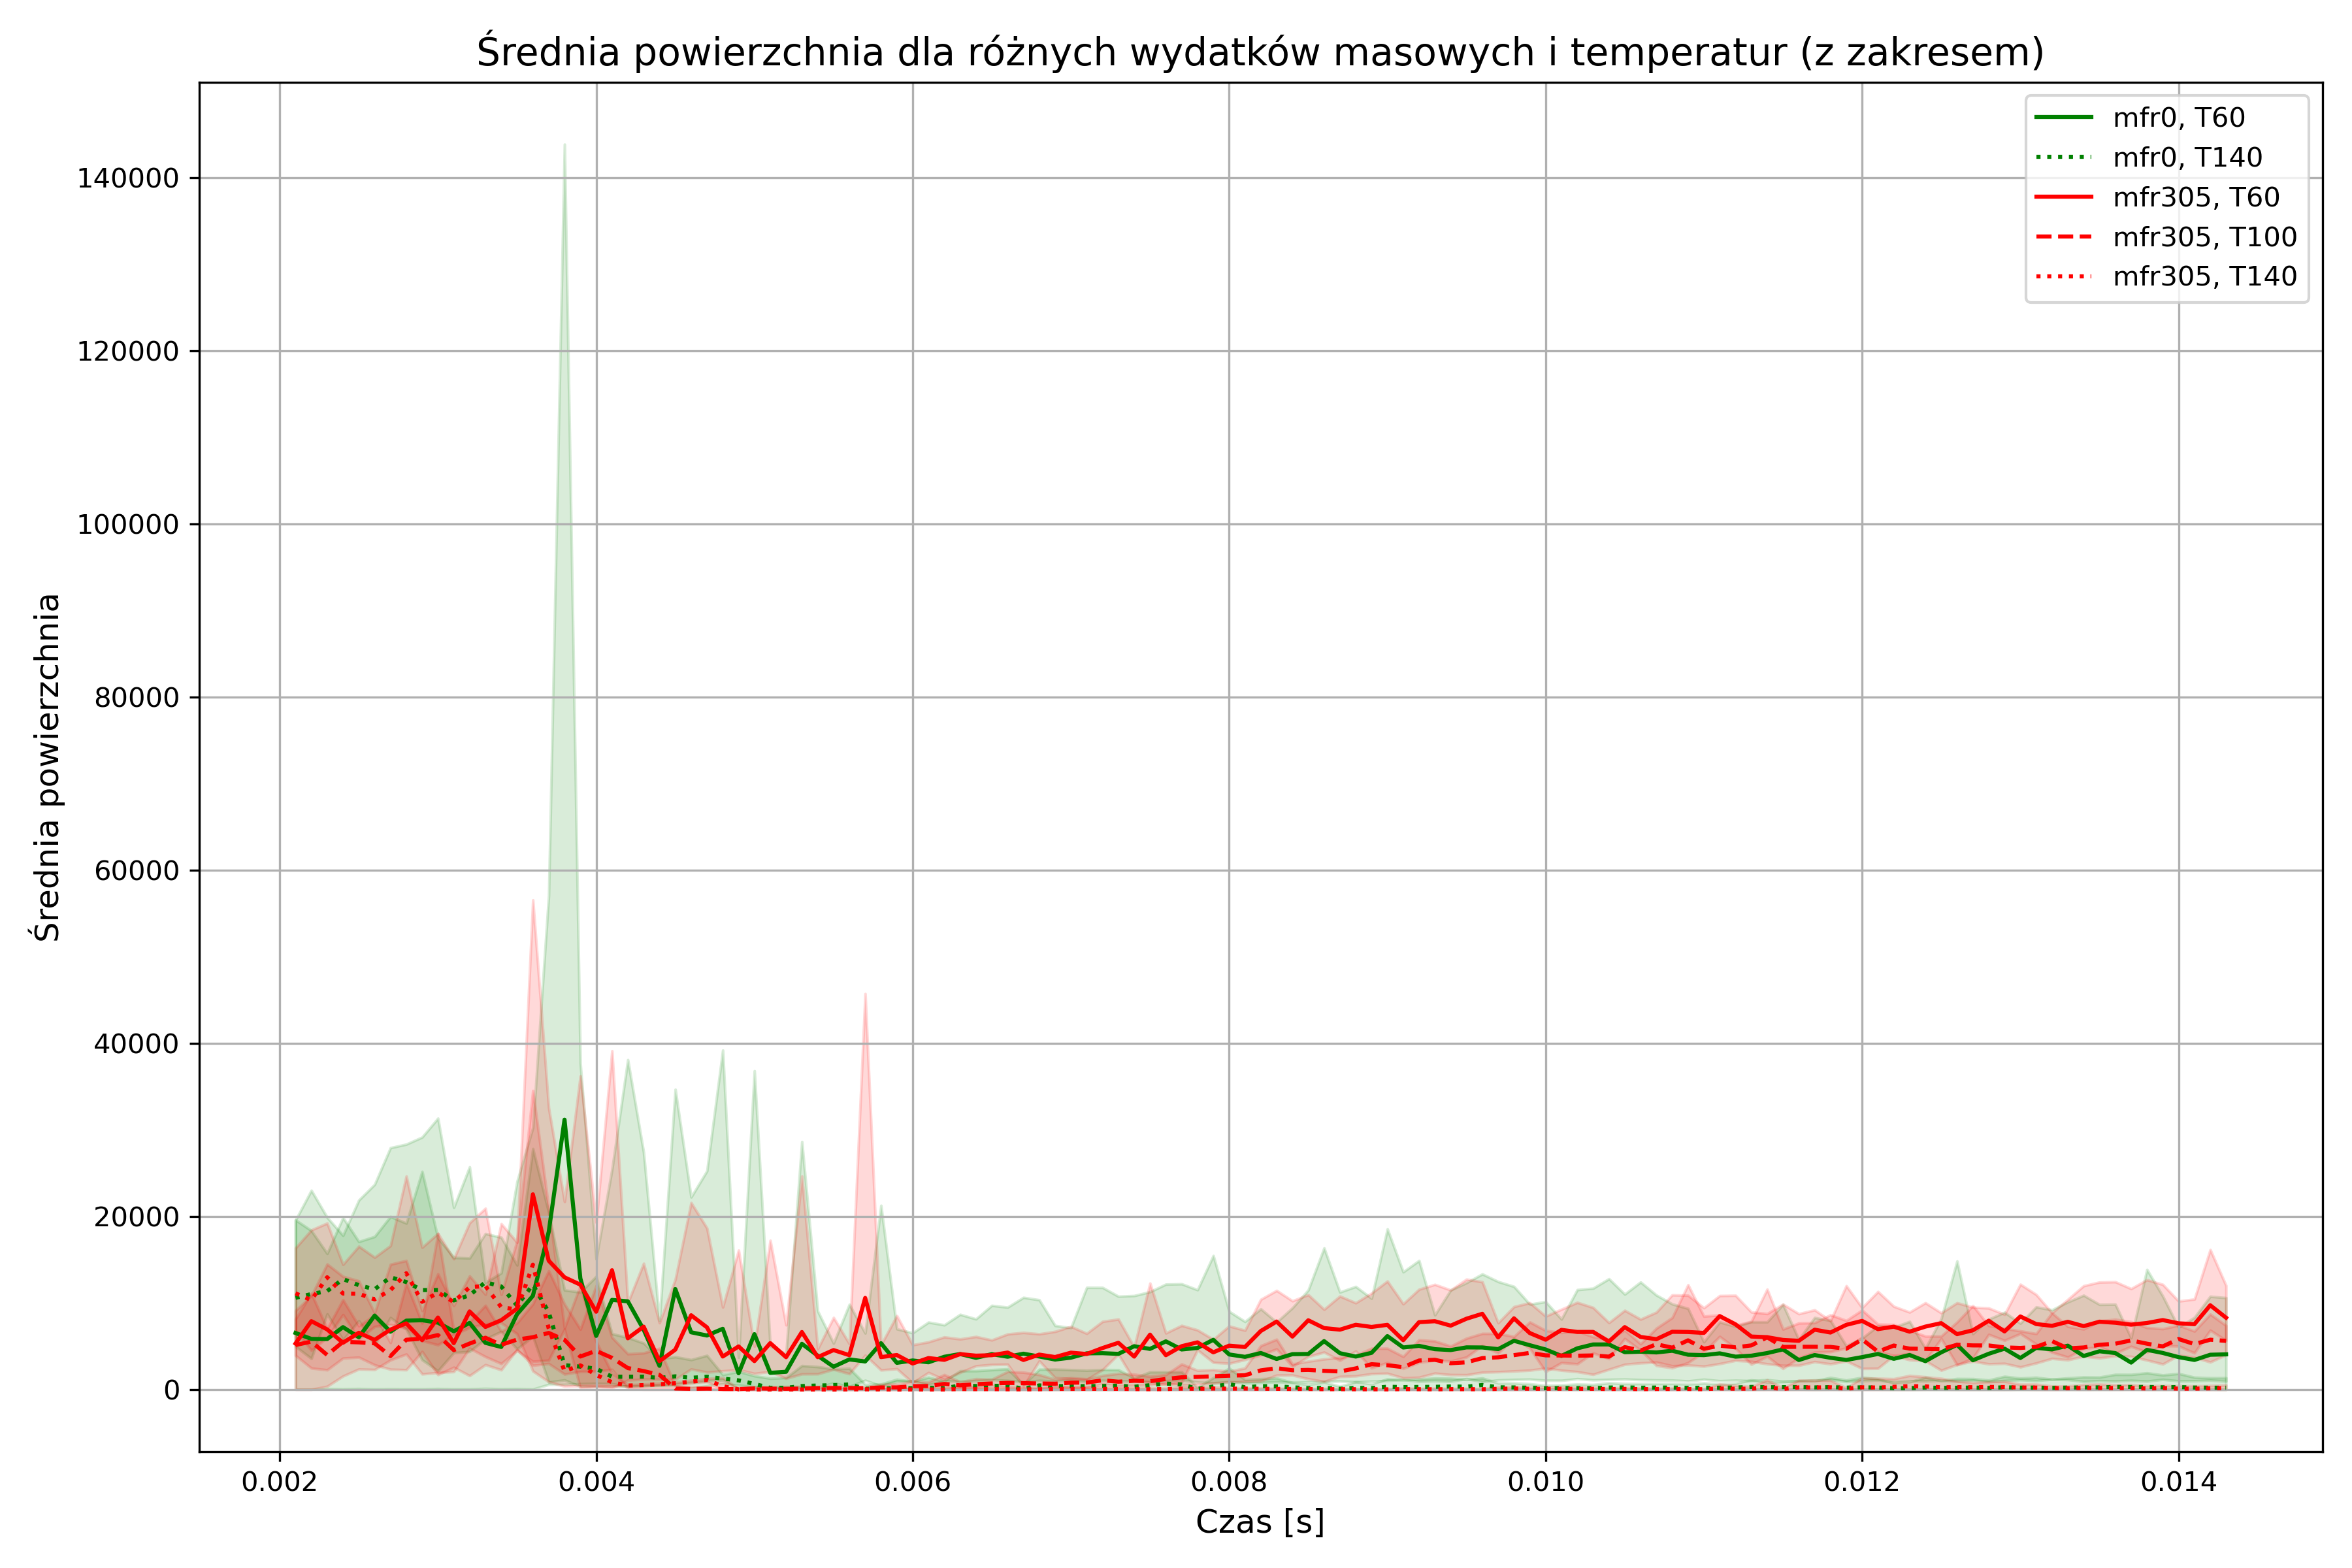 Średnia powierzchnia dla różnych wydatków masowych i temperatur (z zakresem)
mfr0, T60
mfr0, T140
mfr305, T60
mfr305, T100
mfr305, T140
Średnia powierzchnia
140000
120000
100000
80000
60000
40000
20000
0
0.002 0.004 0.006 0.008 0.010 0.012 0.014
Czas [s]